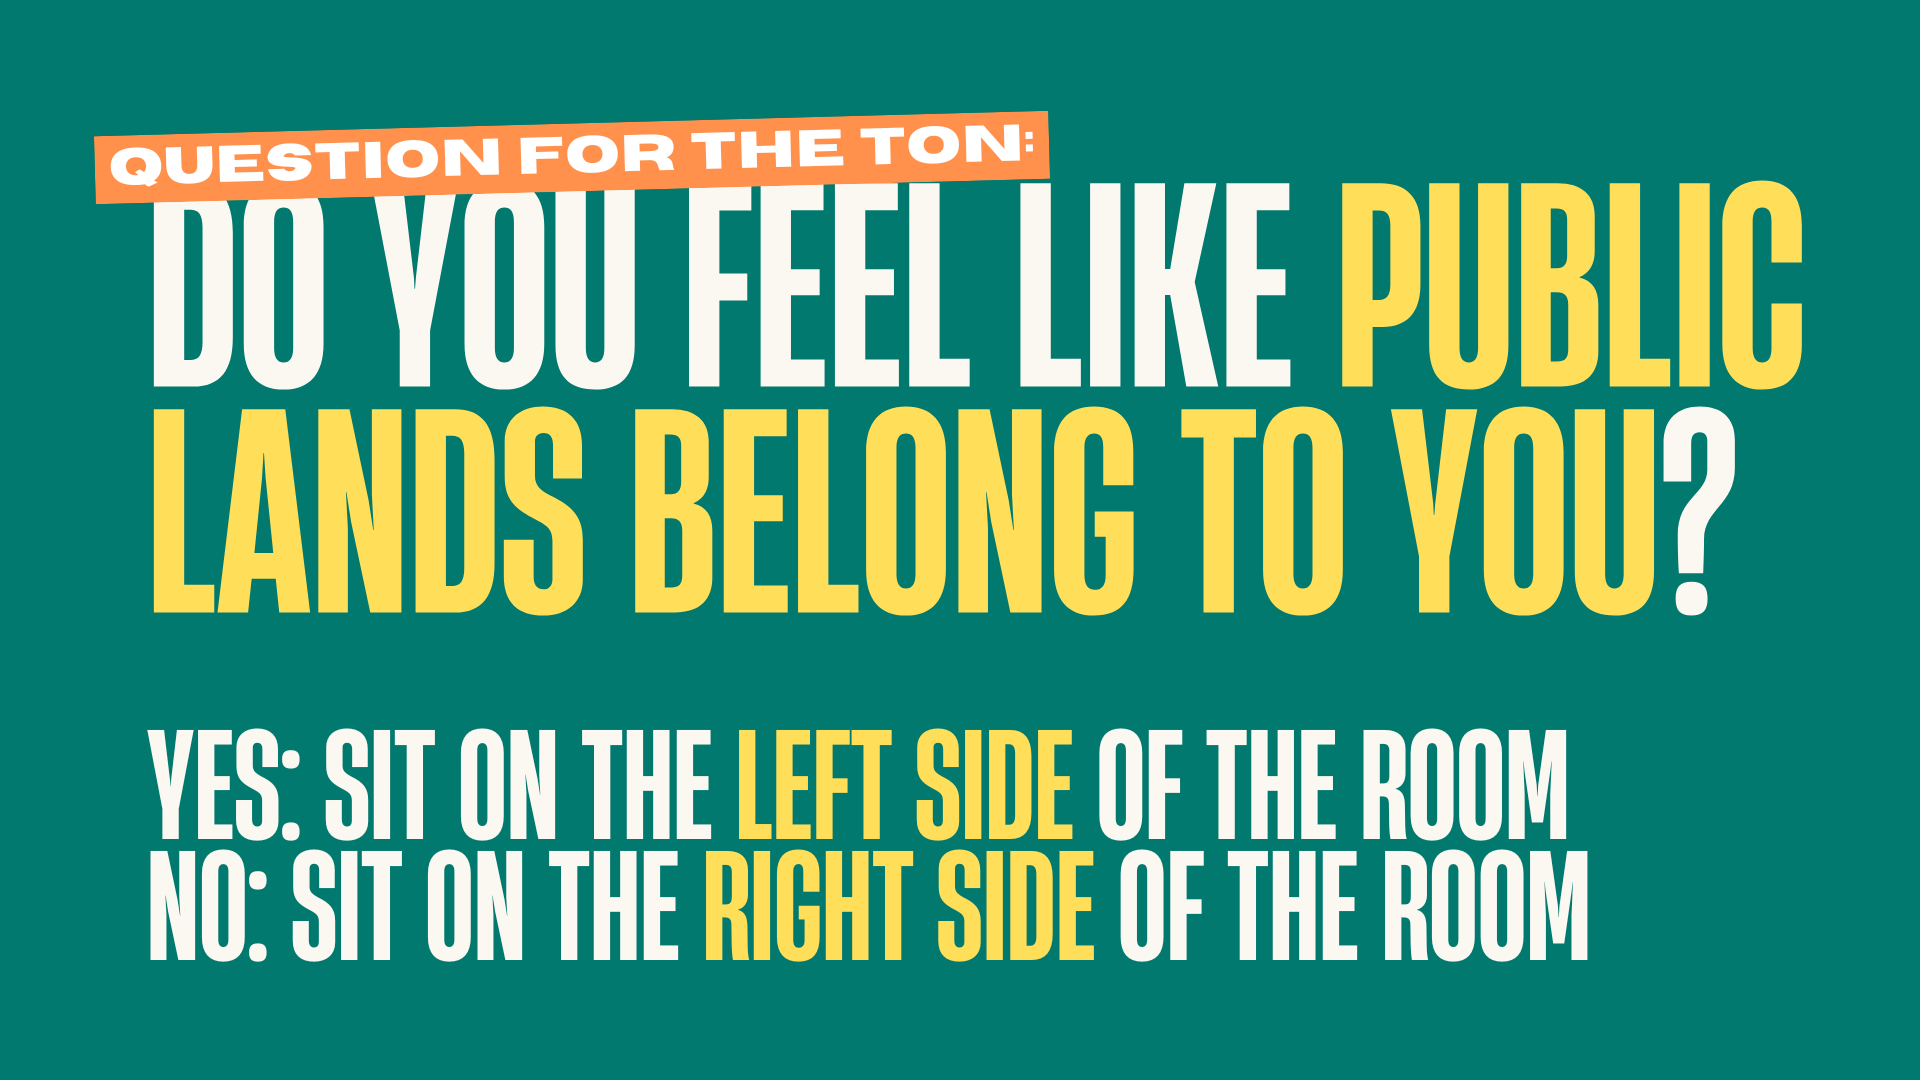 QUESTION FOR THE TON:
DO YOU FEEL LIKE PUBLIC
LANDS BELONG TO YOU?
YES: SIT ON THE LEFT SIDE OF THE ROOM
NO: SIT ON THE RIGHT SIDE OF THE ROOM